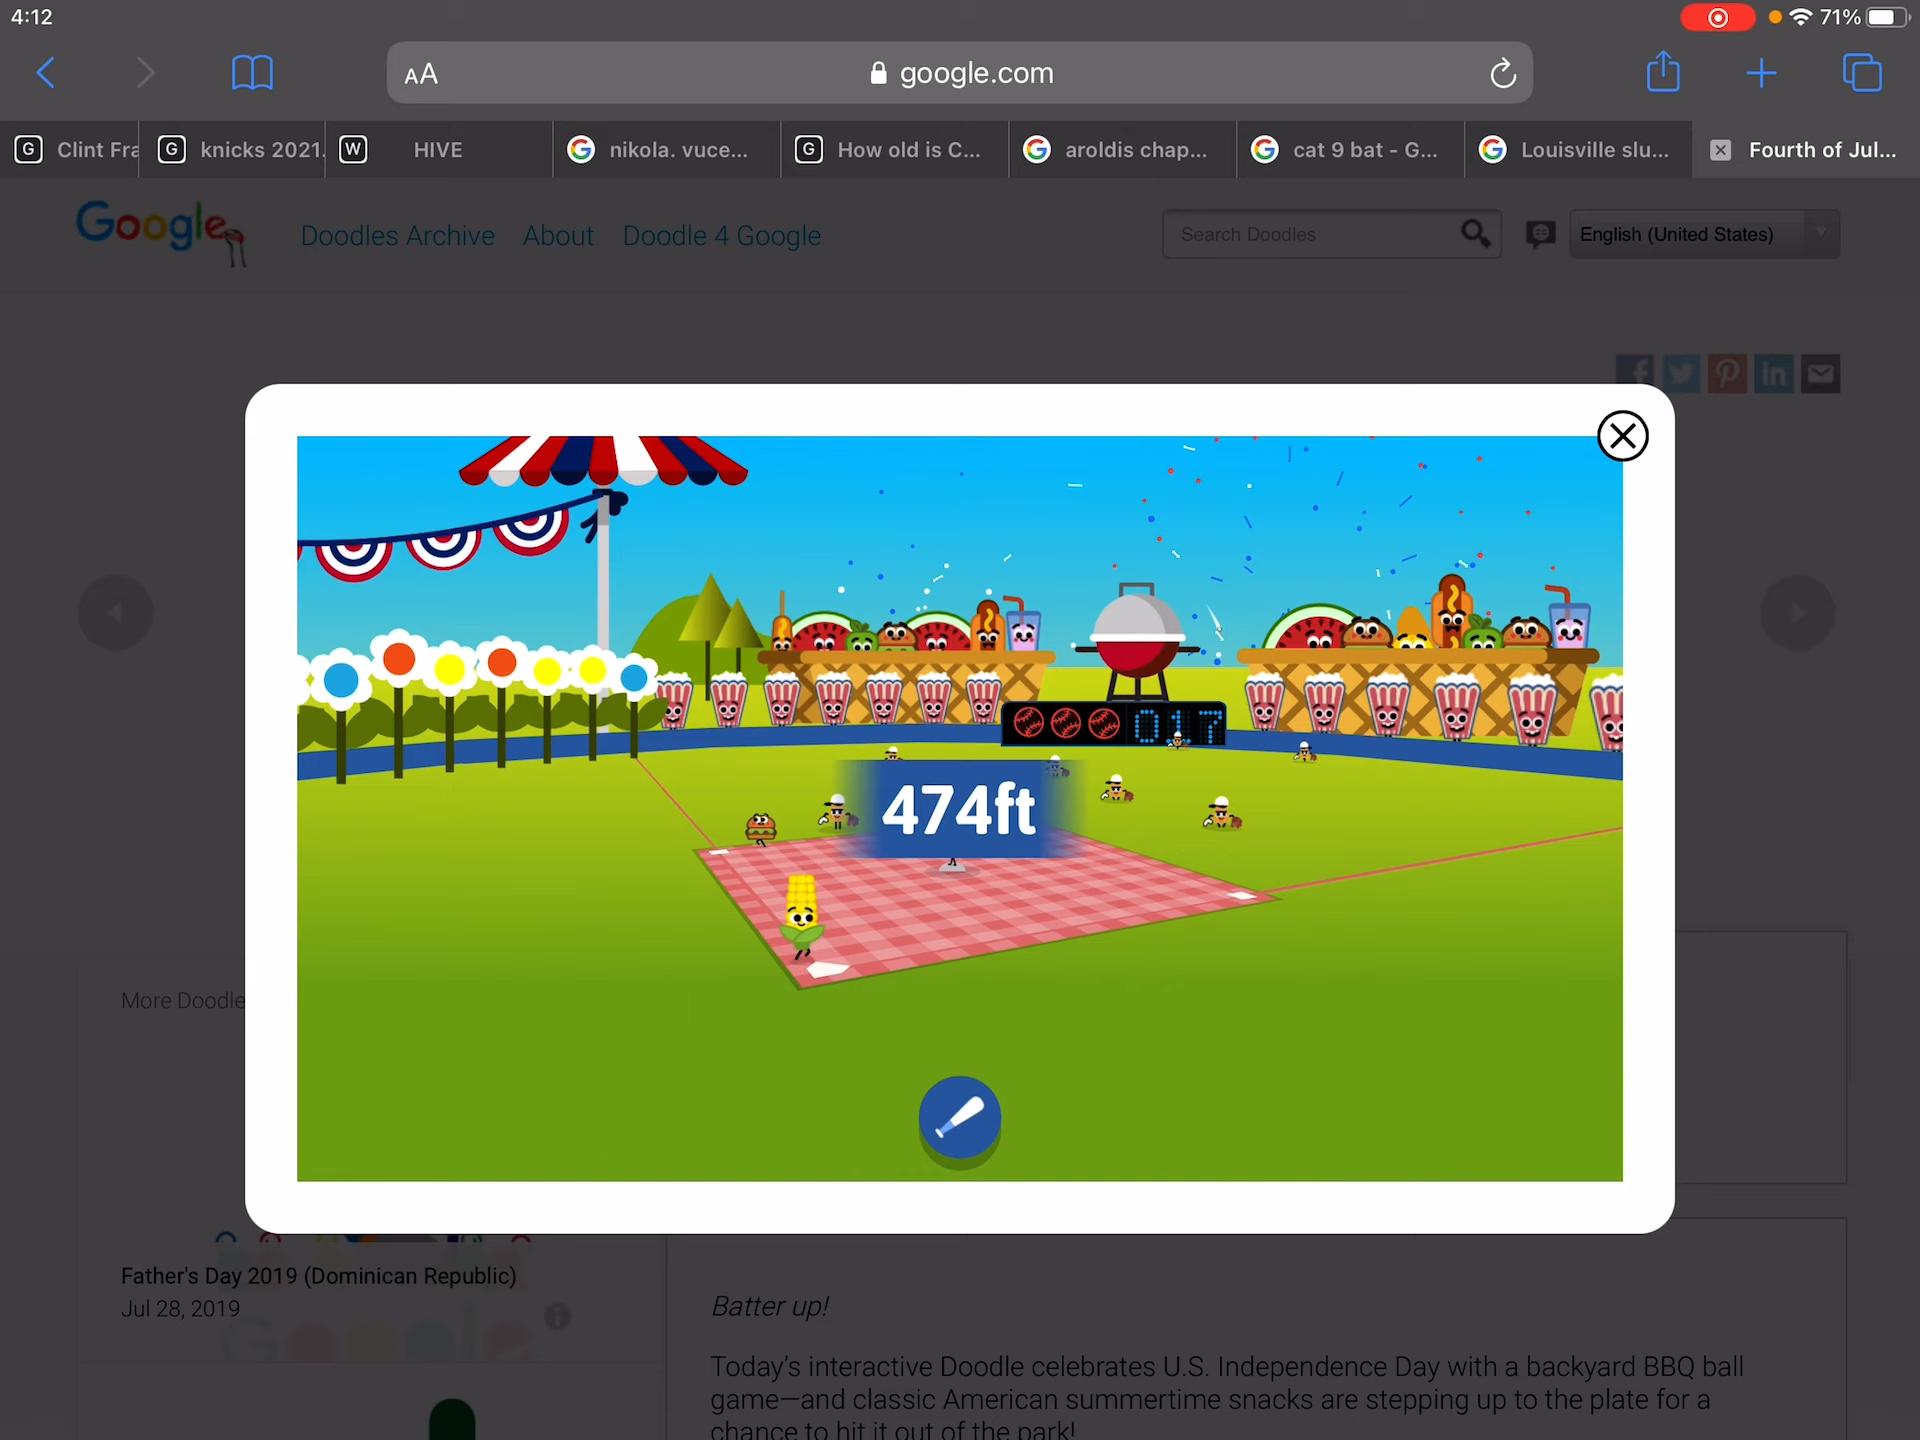 4:12
71%
AA
google.com
Clint Fra
knicks 2021.
HIVE
nikola. vuce...
How old is C...
aroldis chap...
cat 9 bat - G...
Louisville slu...
Fourth of Jul...
Google
Doodles Archive
About
Doodle 4 Google
Search Doodles
English (United States)
017
474ft
More Doodle
Father's Day 2019 (Dominican Republic)
Jul 28, 2019
Batter up!
Today's interactive Doodle celebrates U.S. Independence Day with a backyard BBQ ball
game—and classic American summertime snacks are stepping up to the plate for a
chance to hit it out of the park!